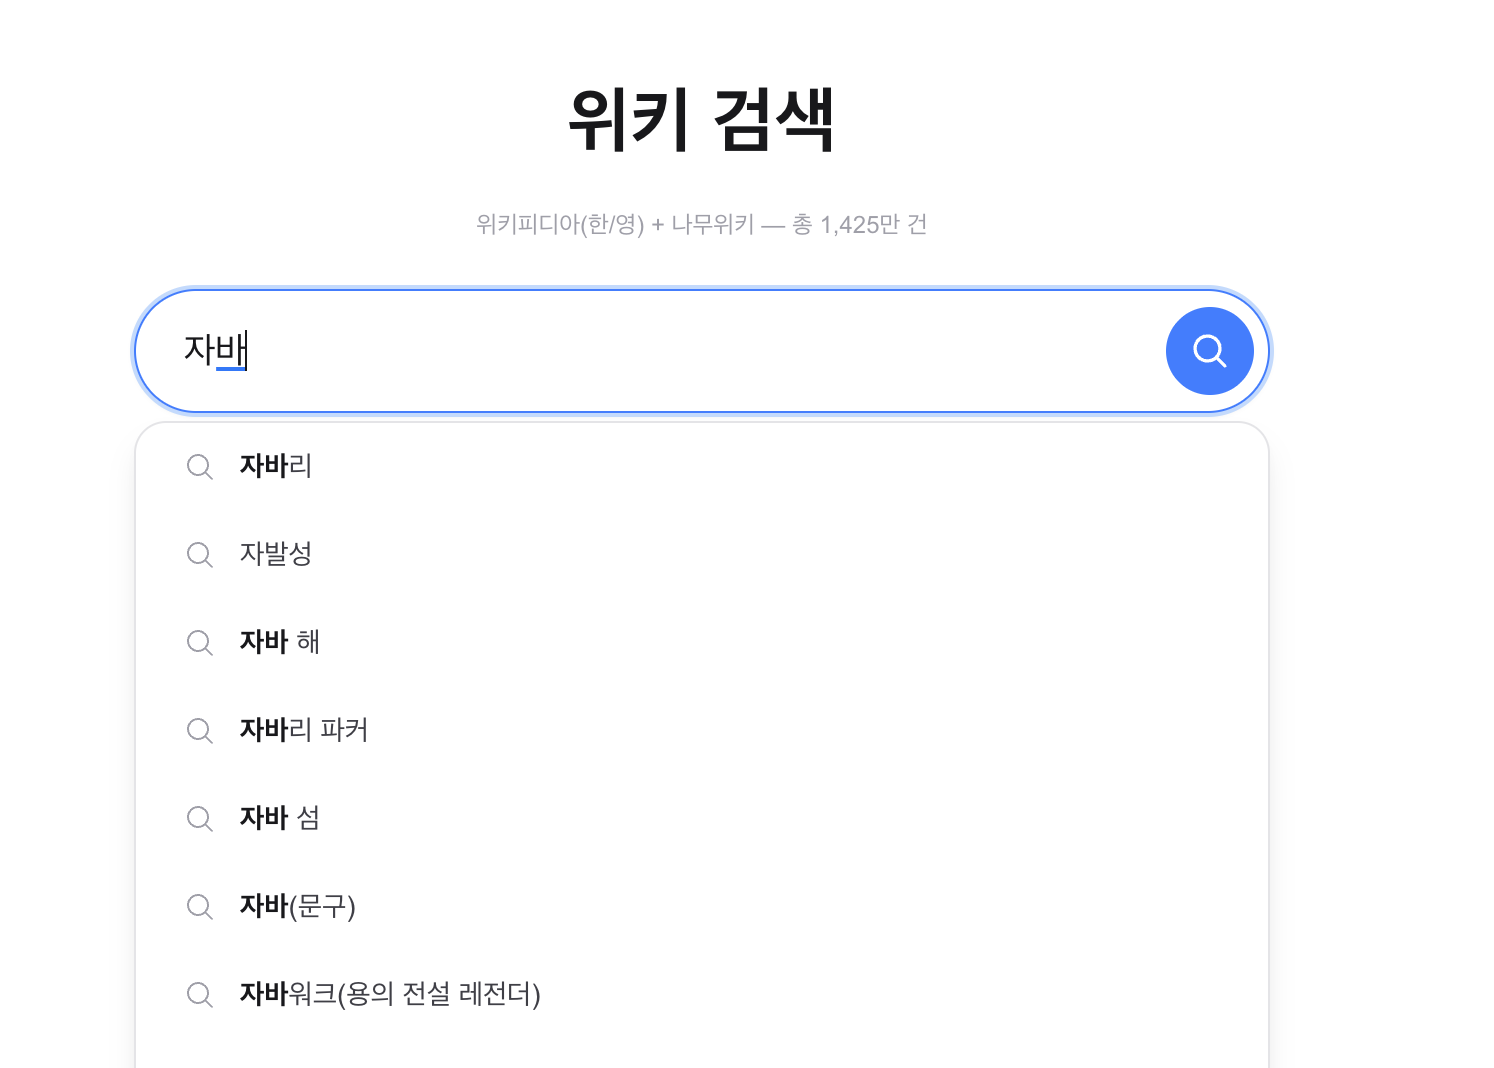 위키 검색
위키피디아(한/영) + 나무위키 — 총 1,425만 건
자바
자바리
자발성
자바 해
자바리 파커
자바 섬
자바(문구)
자바워크(용의 전설 레전더)